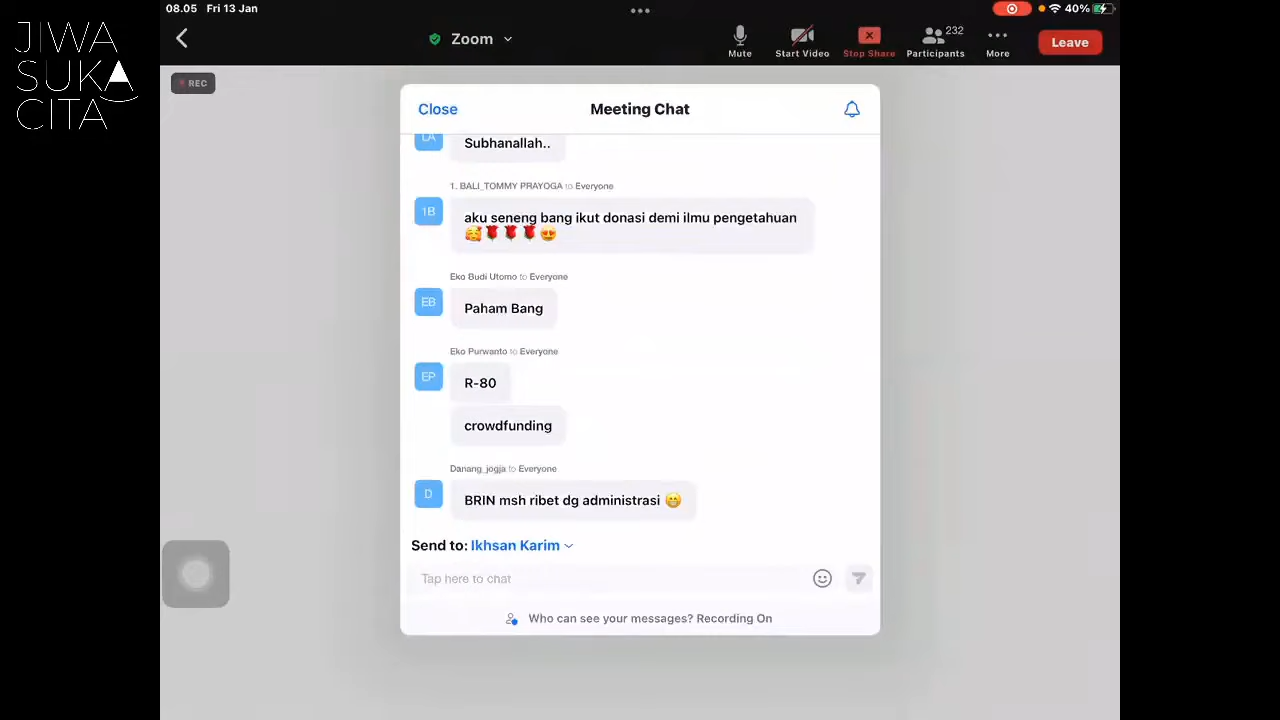 JIWA
SUKA
CITA
08.05 Fri 13 Jan
40%
Zoom
Mute
Start Video
Stop Share
232
Participants
More
Leave
REC
Close
Meeting Chat
LA
Subhanallah..
1. BALI_TOMMY PRAYOGA to Everyone
1B
aku seneng bang ikut donasi demi ilmu pengetahuan
🥰🌹🌹🌹😍
Eko Budi Utomo to Everyone
EB
Paham Bang
Eko Purwanto to Everyone
EP
R-80
crowdfunding
Danang_jogja to Everyone
D
BRIN msh ribet dg administrasi 😁
Send to: Ikhsan Karim
Tap here to chat
Who can see your messages? Recording On